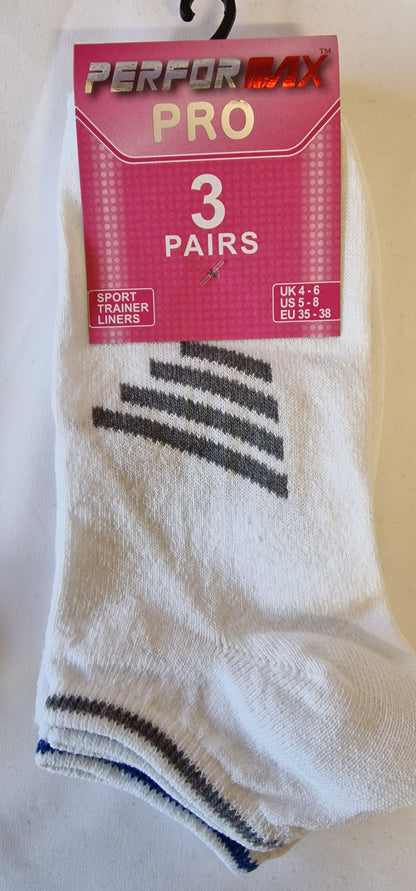 PERFORMAX™
PRO
3
PAIRS
SPORT
TRAINER
LINERS
UK 4 - 6
US 5 - 8
EU 35 - 38